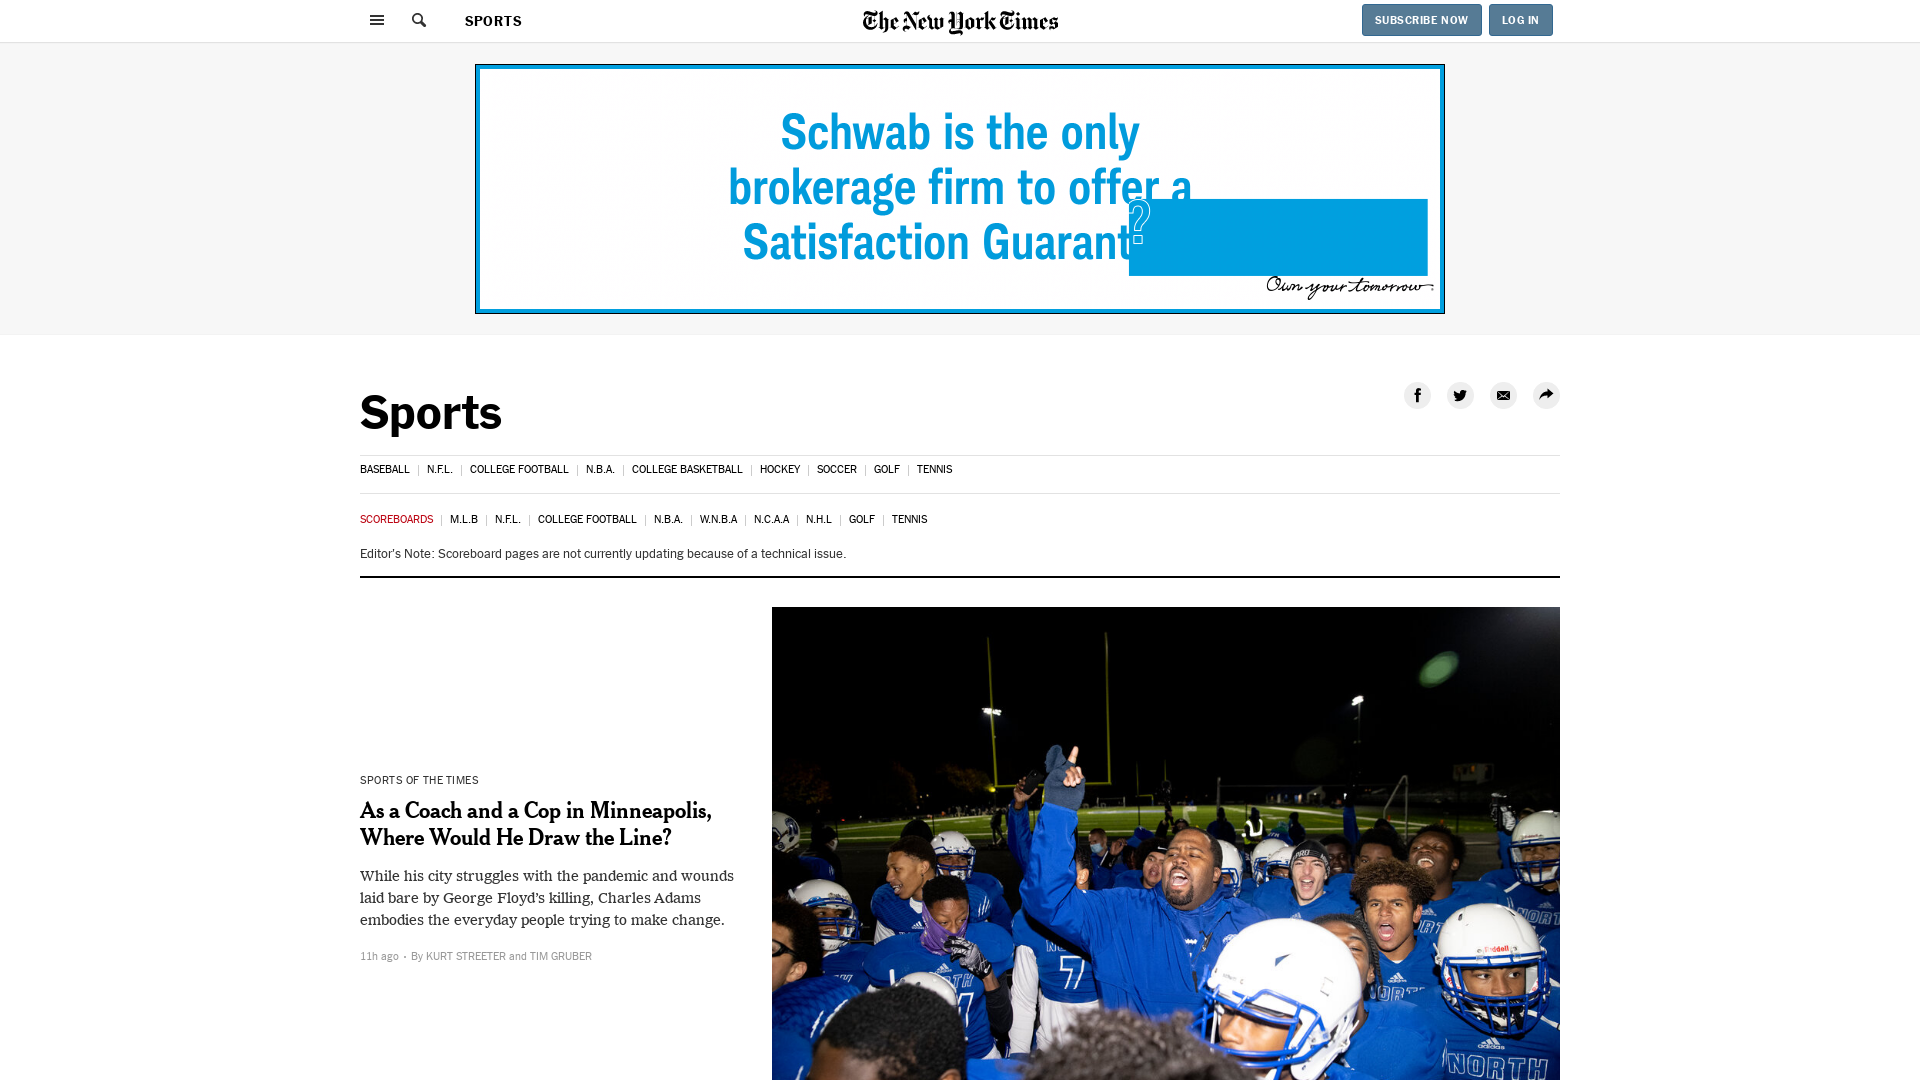 SPORTS
The New York Times
SUBSCRIBE NOW
LOG IN
Schwab is the only
brokerage firm to offer a
Satisfaction Guarant
?
Own your tomorrow.
Sports
BASEBALL
N.F.L.
COLLEGE FOOTBALL
N.B.A.
COLLEGE BASKETBALL
HOCKEY
SOCCER
GOLF
TENNIS
SCOREBOARDS
M.L.B
N.F.L.
COLLEGE FOOTBALL
N.B.A.
W.N.B.A
N.C.A.A
N.H.L
GOLF
TENNIS
Editor's Note: Scoreboard pages are not currently updating because of a technical issue.
SPORTS OF THE TIMES
As a Coach and a Cop in Minneapolis,
Where Would He Draw the Line?
While his city struggles with the pandemic and wounds
laid bare by George Floyd’s killing, Charles Adams
embodies the everyday people trying to make change.
11h ago • By KURT STREETER and TIM GRUBER
PRO
NORTH
7
Riddell
adidas
NORTH